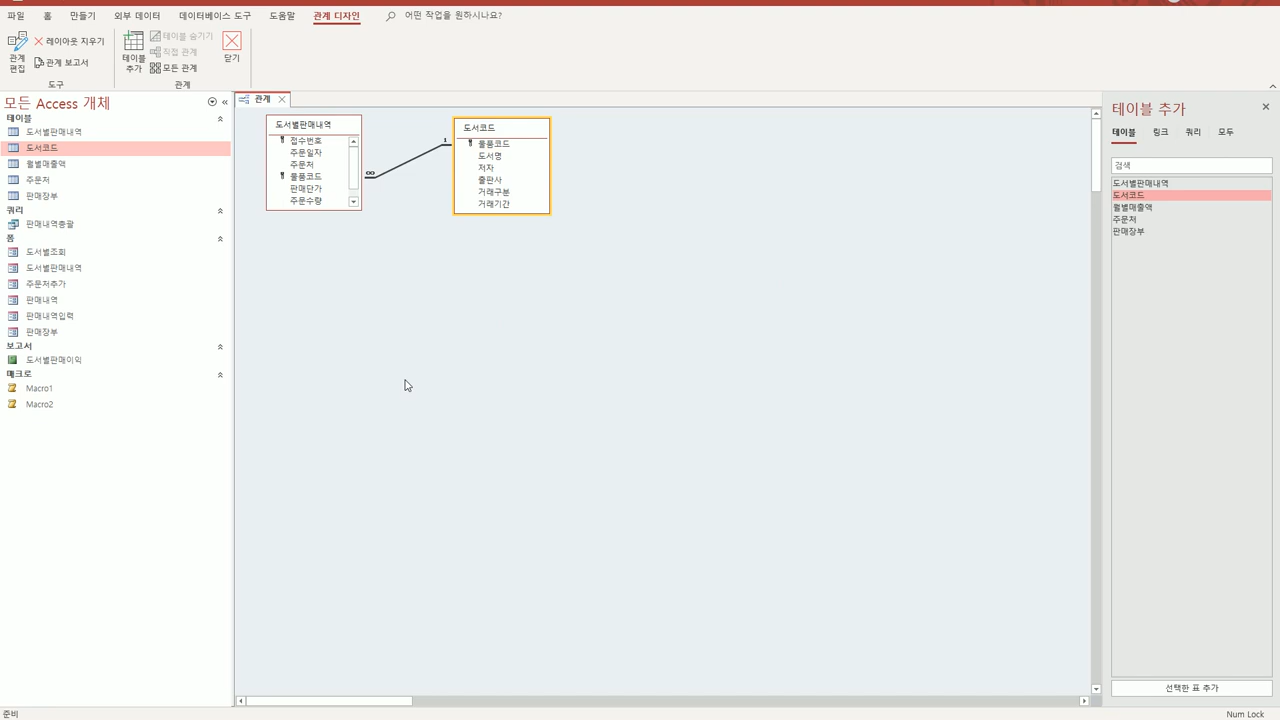 파일 홈 만들기 외부 데이터 데이터베이스 도구 도움말 관계 디자인 어떤 작업을 원하시나요?
관계 편집
레이아웃 지우기
관계 보고서
도구
테이블 추가
테이블 숨기기
직접 관계
모든 관계
관계
닫기
모든 Access 개체
테이블
도서별판매내역
도서코드
월별매출액
주문처
판매장부
쿼리
판매내역총괄
폼
도서별조회
도서별판매내역
주문처추가
판매내역
판매내역입력
판매장부
보고서
도서별판매이익
매크로
Macro1
Macro2
관계
도서별판매내역
접수번호
주문일자
주문처
물품코드
판매단가
주문수량
∞
1
도서코드
물품코드
도서명
저자
출판사
거래구분
거래기간
테이블 추가
테이블 링크 쿼리 모두
검색
도서별판매내역
도서코드
월별매출액
주문처
판매장부
선택한 표 추가
준비
Num Lock